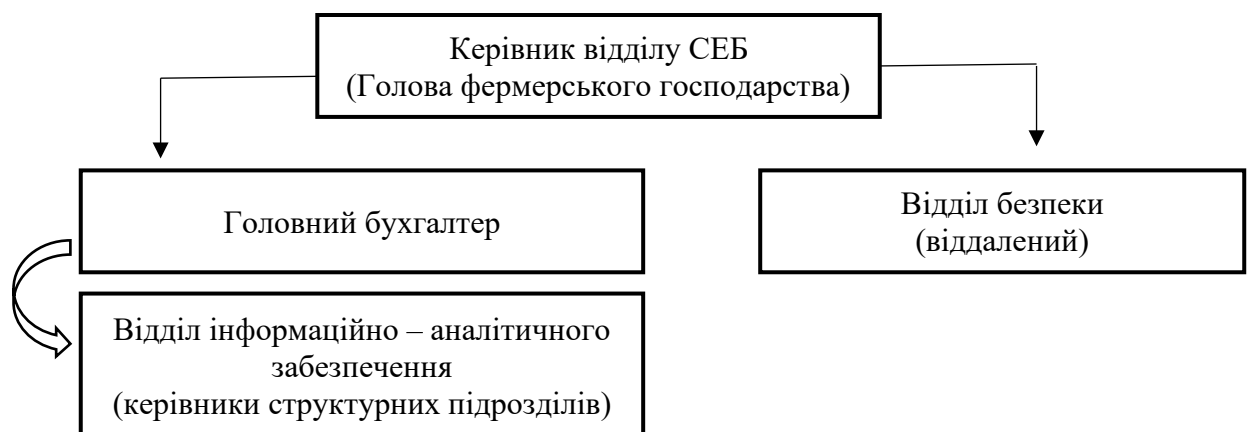 Керівник відділу СЕБ
(Голова фермерського господарства)
Головний бухгалтер
Відділ безпеки
(віддалений)
Відділ інформаційно – аналітичного
забезпечення
(керівники структурних підрозділів)